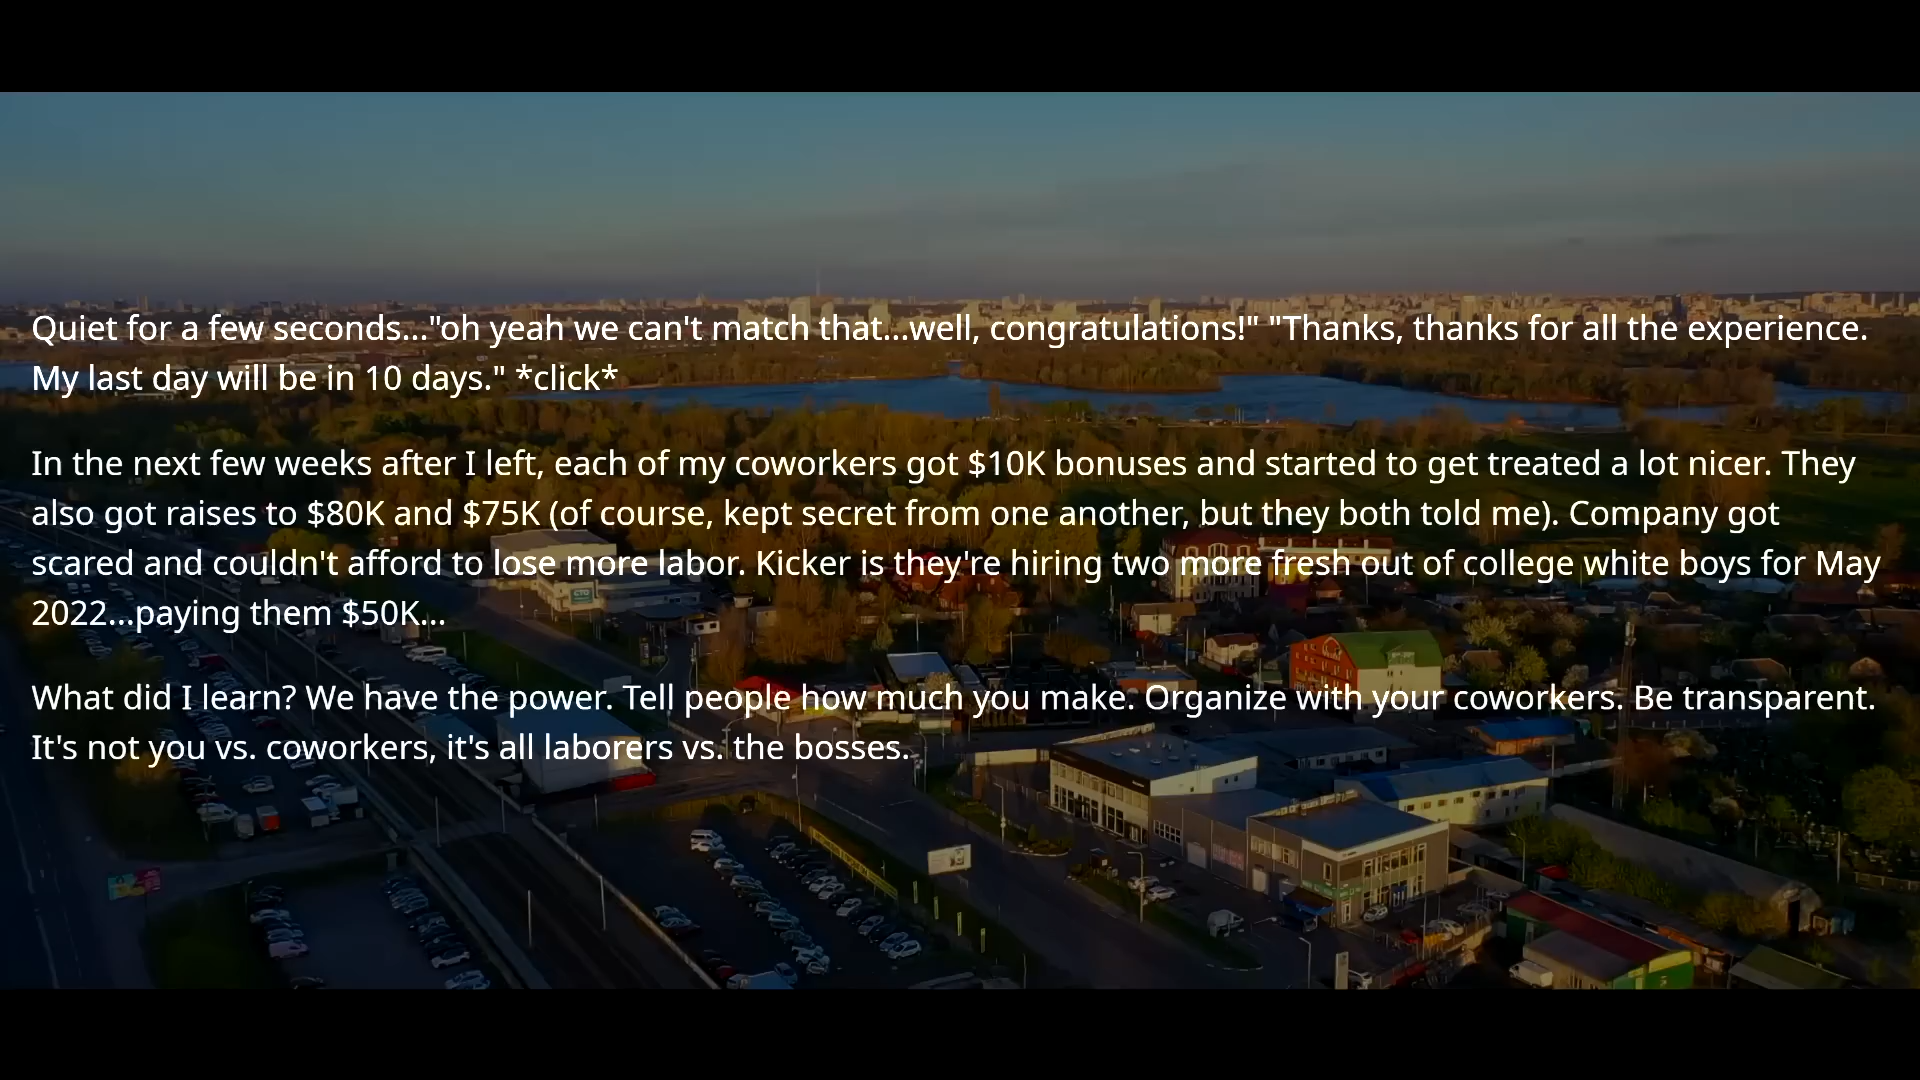 Quiet for a few seconds..."oh yeah we can't match that...well, congratulations!" "Thanks, thanks for all the experience.
My last day will be in 10 days." *click*
In the next few weeks after I left, each of my coworkers got $10K bonuses and started to get treated a lot nicer. They
also got raises to $80K and $75K (of course, kept secret from one another, but they both told me). Company got
scared and couldn't afford to lose more labor. Kicker is they're hiring two more fresh out of college white boys for May
2022...paying them $50K...
What did I learn? We have the power. Tell people how much you make. Organize with your coworkers. Be transparent.
It's not you vs. coworkers, it's all laborers vs. the bosses.